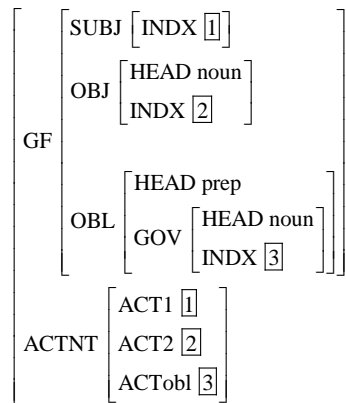 SUBJ [INDX 1]
HEAD noun
OBJ
INDX 2
GF
HEAD prep
OBL
HEAD noun
GOV
INDX 3
ACT1 1
ACTNT ACT2 2
ACTobl 3